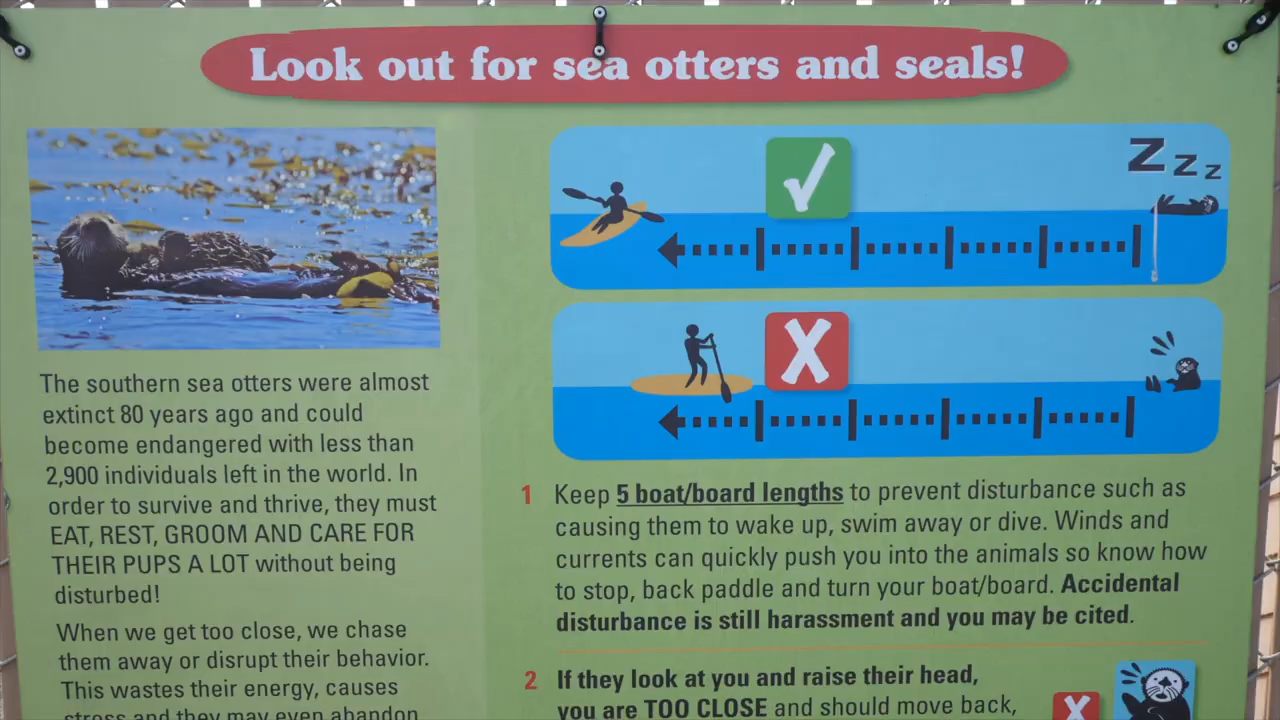 Look out for sea otters and seals!
Z Z Z
The southern sea otters were almost
extinct 80 years ago and could
become endangered with less than
2,900 individuals left in the world. In
order to survive and thrive, they must
EAT, REST, GROOM AND CARE FOR
THEIR PUPS A LOT without being
disturbed!
When we get too close, we chase
them away or disrupt their behavior.
This wastes their energy, causes
stress and they may even abandon
1 Keep 5 boat/board lengths to prevent disturbance such as
causing them to wake up, swim away or dive. Winds and
currents can quickly push you into the animals so know how
to stop, back paddle and turn your boat/board. Accidental
disturbance is still harassment and you may be cited.
2 If they look at you and raise their head,
you are TOO CLOSE and should move back,